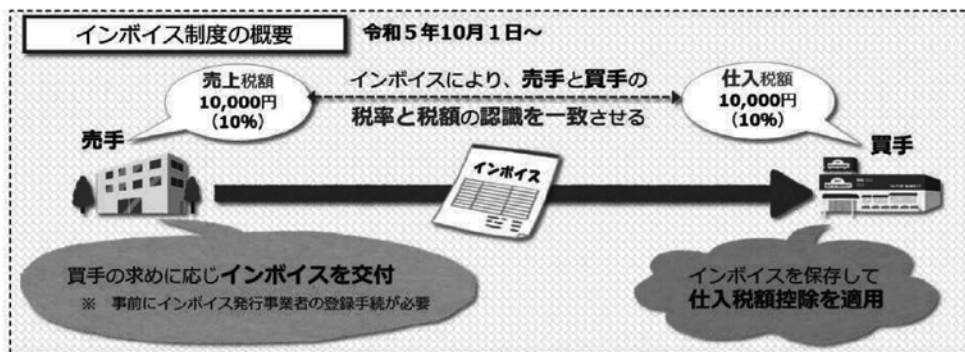 インボイス制度の概要
令和5年10月1日~
売上税額
10,000円
(10%)
インボイスにより、売手と買手の
税率と税額の認識を一致させる
仕入税額
10,000円
(10%)
売手
買手
インボイス
買手の求めに応じインボイスを交付
※ 事前にインボイス発行事業者の登録手続が必要
インボイスを保存して
仕入税額控除を適用